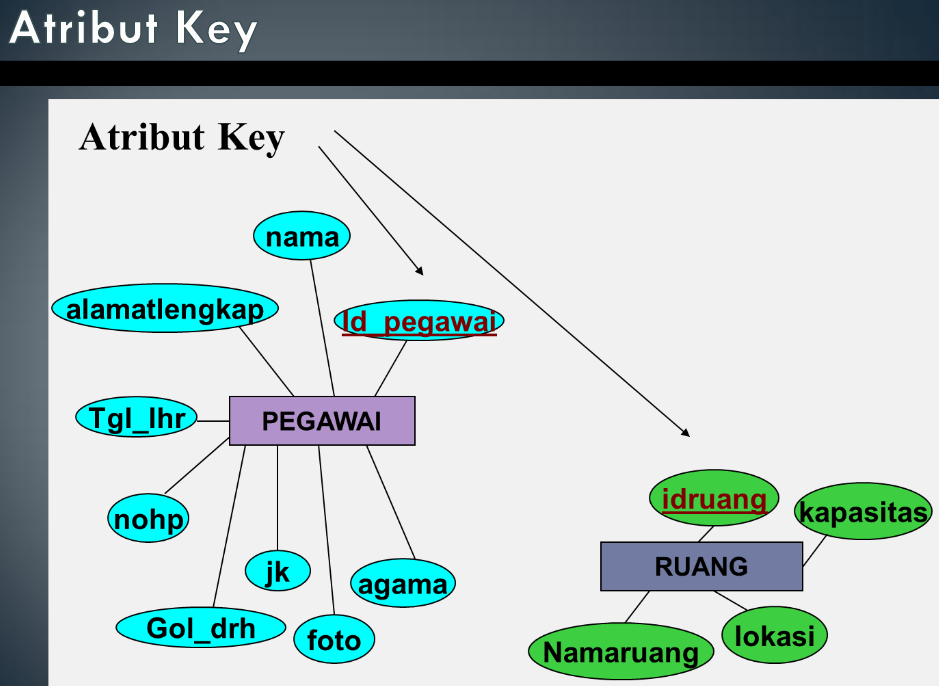 Atribut Key
Atribut Key
nama
alamatlengkap
Id_pegawai
Tgl_lhr
PEGAWAI
idruang
kapasitas
nohp
RUANG
jk
agama
Gol_drh
foto
lokasi
Namaruang